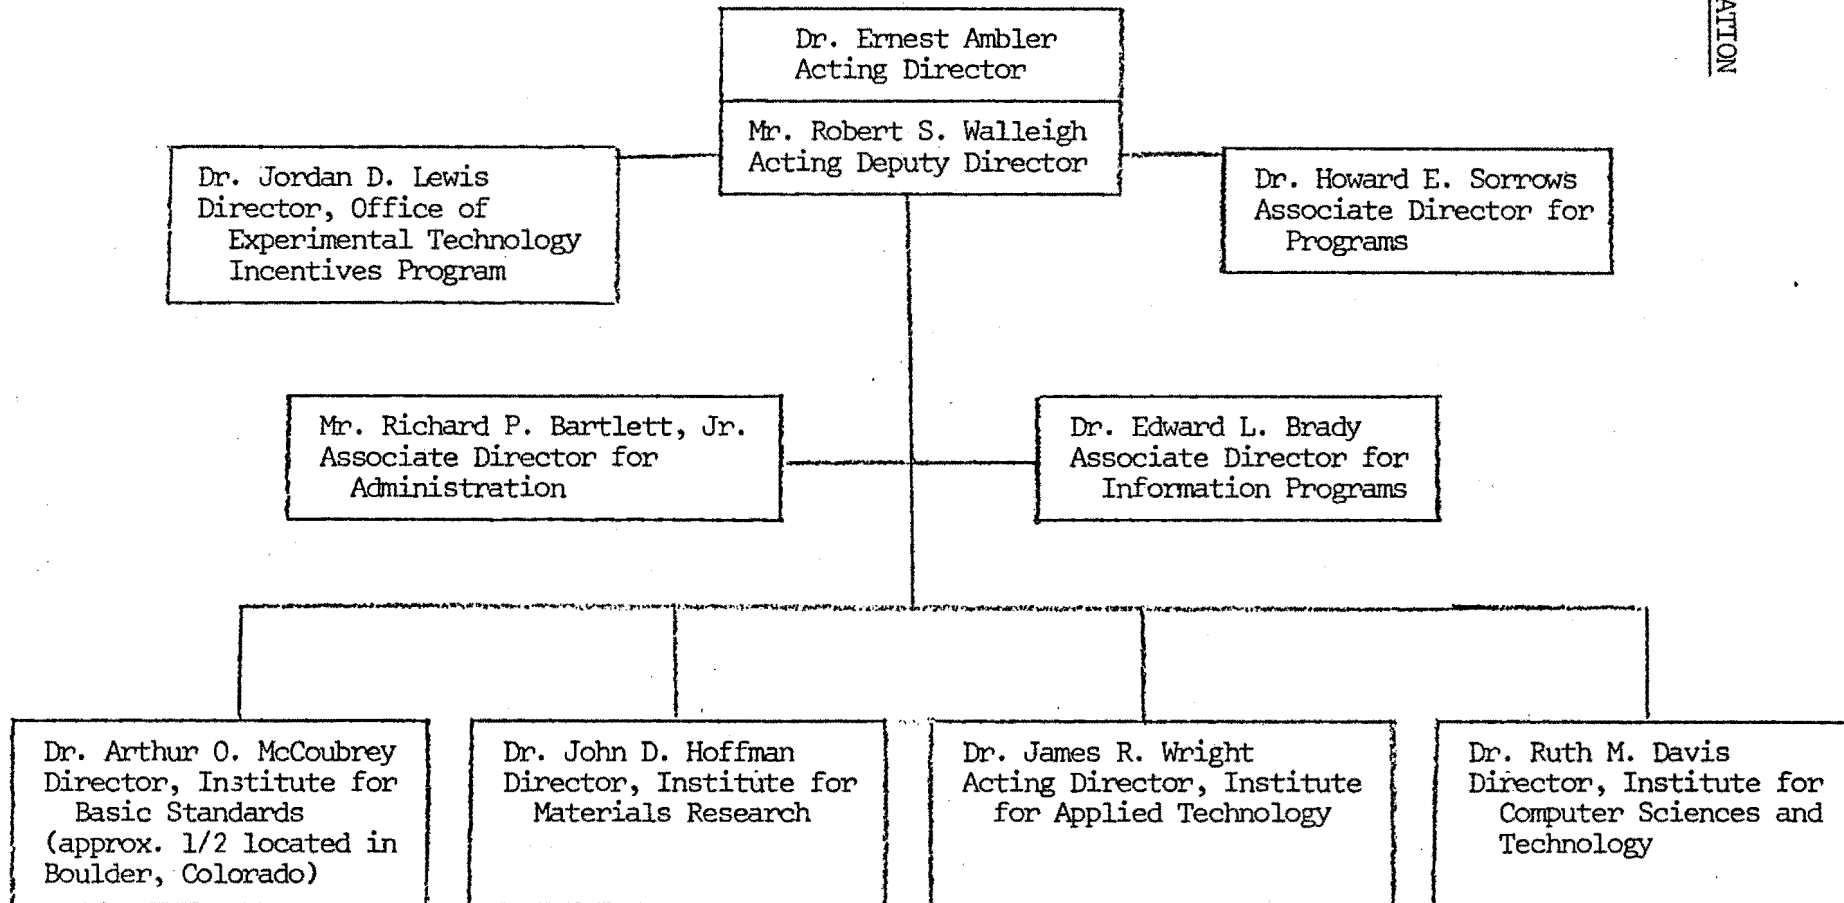 ATION
Dr. Ernest Ambler
Acting Director
Mr. Robert S. Walleigh
Acting Deputy Director
Dr. Jordan D. Lewis
Director, Office of
Experimental Technology
Incentives Program
Dr. Howard E. Sorrows
Associate Director for
Programs
Mr. Richard P. Bartlett, Jr.
Associate Director for
Administration
Dr. Edward L. Brady
Associate Director for
Information Programs
Dr. Arthur O. McCoubrey
Director, Institute for
Basic Standards
(approx. 1/2 located in
Boulder, Colorado)
Dr. John D. Hoffman
Director, Institute for
Materials Research
Dr. James R. Wright
Acting Director, Institute
for Applied Technology
Dr. Ruth M. Davis
Director, Institute for
Computer Sciences and
Technology